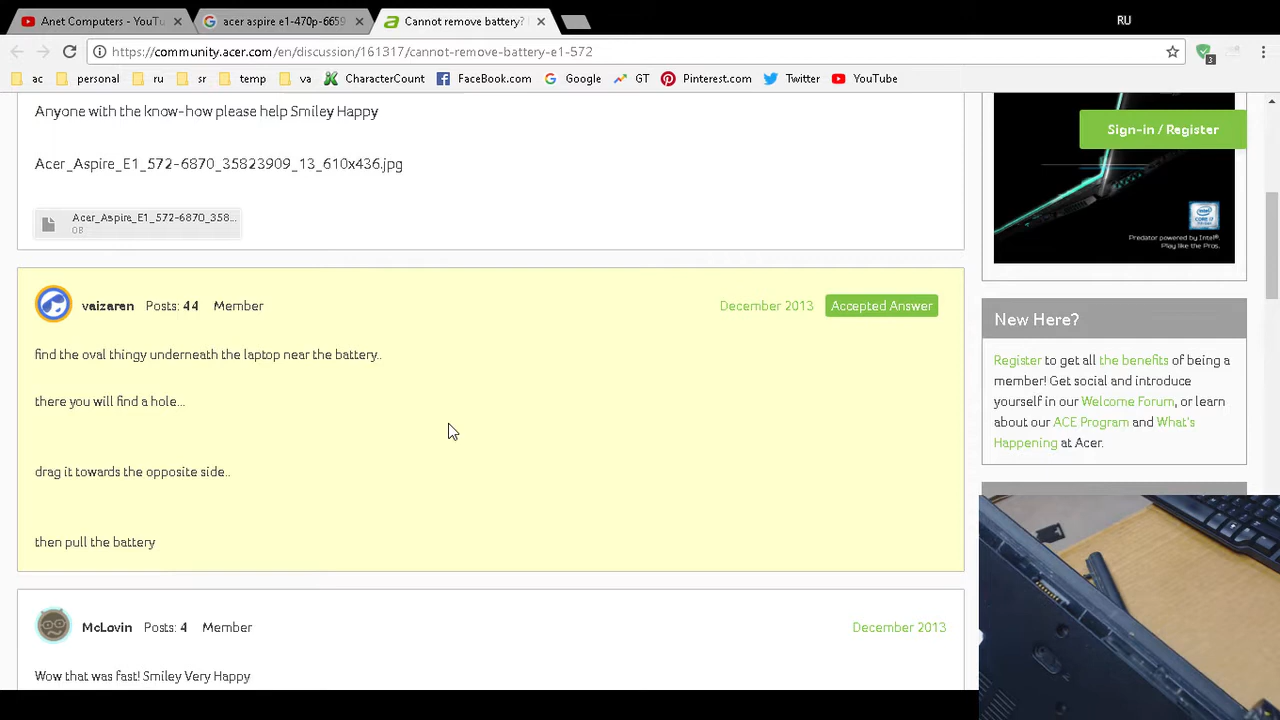 Anet Computers - YouTu
acer aspire e1-470p-6659
Cannot remove battery?
RU
https://community.acer.com/en/discussion/161317/cannot-remove-battery-e1-572
3
ac personal ru sr temp va CharacterCount FaceBook.com Google GT Pinterest.com Twitter YouTube
Anyone with the know-how please help Smiley Happy
Acer_Aspire_E1_572-6870_35823909_13_610x436.jpg
Acer_Aspire_E1_572-6870_358...
0B
vaizaren Posts: 44 Member
December 2013 Accepted Answer
find the oval thingy underneath the laptop near the battery..
there you will find a hole...
drag it towards the opposite side..
then pull the battery
McLovin Posts: 4 Member
December 2013
Wow that was fast! Smiley Very Happy
Sign-in / Register
Predator powered by Intel®.
Play like the Pros.
New Here?
Register to get all the benefits of being a
member! Get social and introduce
yourself in our Welcome Forum, or learn
about our ACE Program and What's
Happening at Acer.